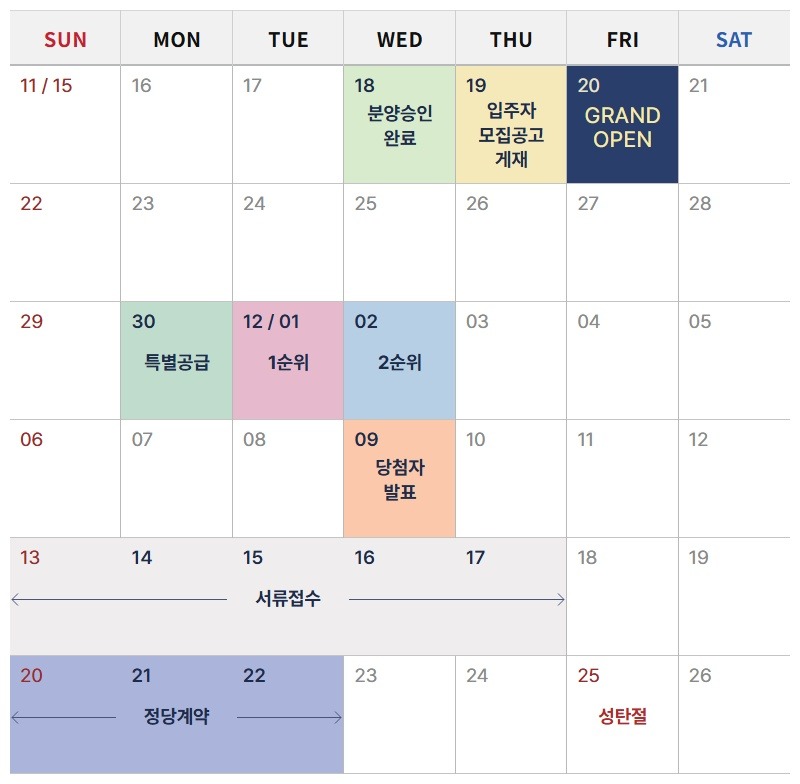 SUN MON TUE WED THU FRI SAT
11 / 15 16 17 18 19 20 21
분양승인
완료
입주자
모집공고
게재
GRAND
OPEN
22 23 24 25 26 27 28
29 30 12 / 01 02 03 04 05
특별공급 1순위 2순위
06 07 08 09 10 11 12
당첨자
발표
13 14 15 16 17 18 19
서류접수
20 21 22 23 24 25 26
정당계약 성탄절